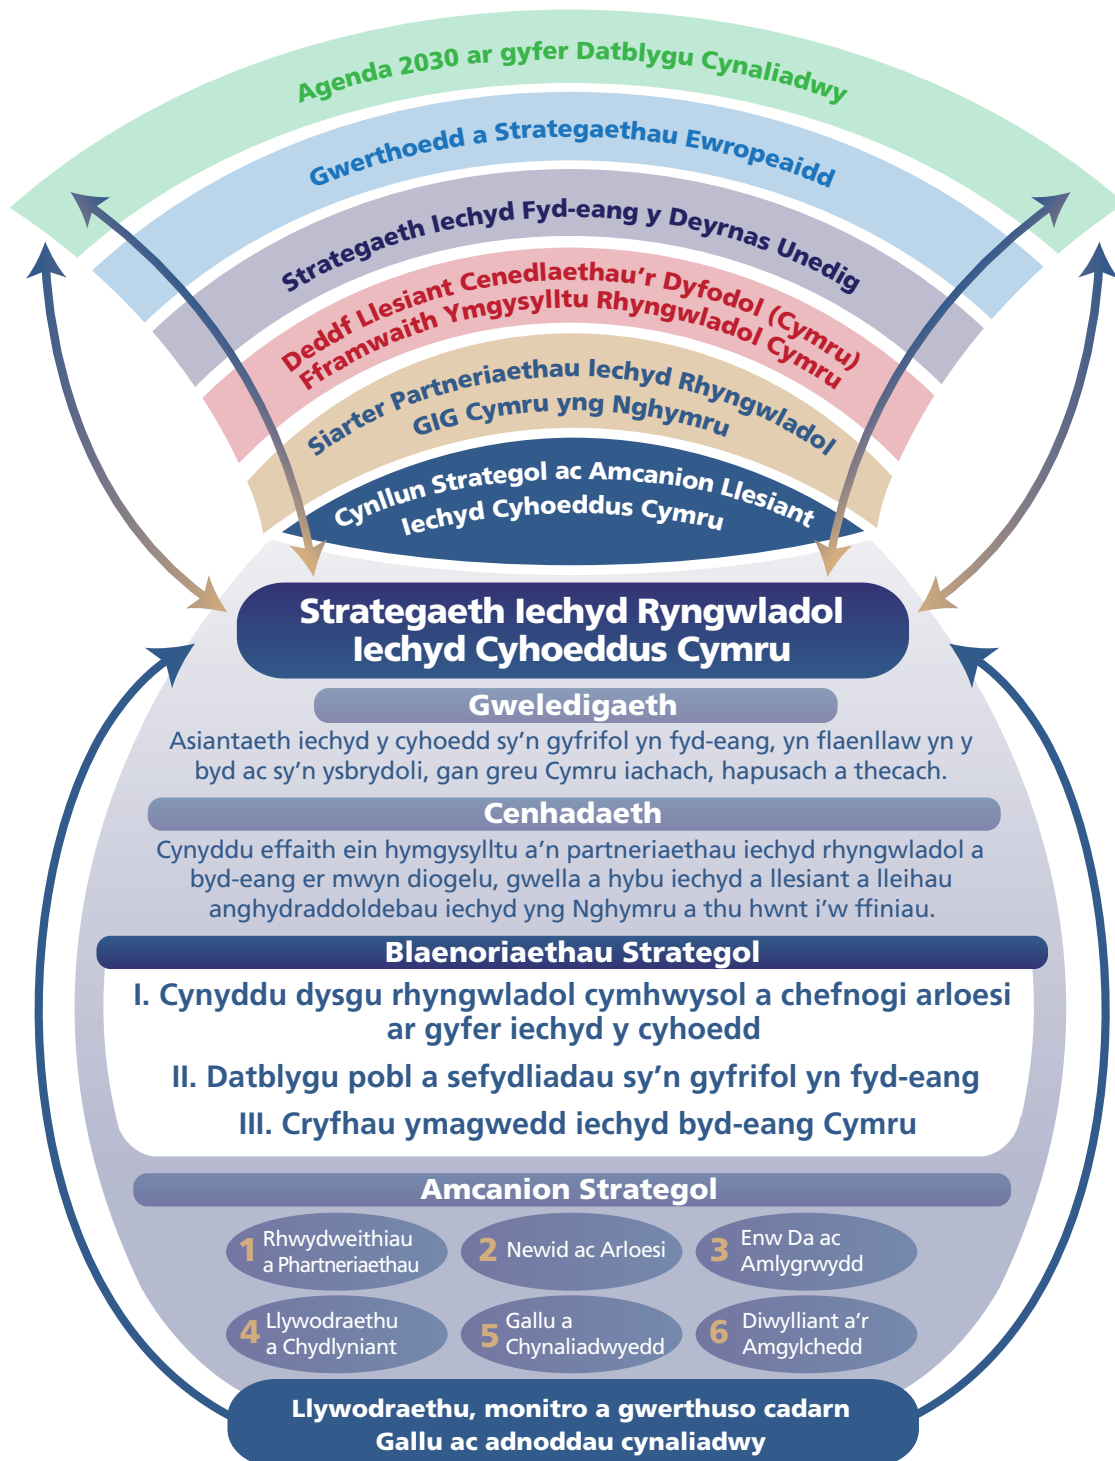 Agenda 2030 ar gyfer Datblygu Cynaliadwy
Gwerthoedd a Strategaethau Ewropeaidd
Strategaeth Iechyd Fyd-eang y Deyrnas Unedig
Deddf Llesiant Cenedlaethau’r Dyfodol (Cymru)
Fframwaith Ymgysylltu Rhyngwladol Cymru
Siarter Partneriaethau Iechyd Rhyngwladol
GIG Cymru yng Nghymru
Cynllun Strategol ac Amcanion Llesiant
Iechyd Cyhoeddus Cymru
Strategaeth Iechyd Ryngwladol
Iechyd Cyhoeddus Cymru
Gweledigaeth
Asiantaeth iechyd y cyhoedd sy’n gyfrifol yn fyd-eang, yn flaenllaw yn y
byd ac sy’n ysbrydoli, gan greu Cymru iachach, hapusach a thecach.
Cenhadaeth
Cynyddu effaith ein hymgysylltu a’n partneriaethau iechyd rhyngwladol a
byd-eang er mwyn diogelu, gwella a hybu iechyd a llesiant a lleihau
anghydraddoldebau iechyd yng Nghymru a thu hwnt i’w ffiniau.
Blaenoriaethau Strategol
I. Cynyddu dysgu rhyngwladol cymhwysol a chefnogi arloesi
ar gyfer iechyd y cyhoedd
II. Datblygu pobl a sefydliadau sy’n gyfrifol yn fyd-eang
III. Cryfhau ymagwedd iechyd byd-eang Cymru
Amcanion Strategol
1 Rhwydweithiau
a Phartneriaethau
2 Newid ac Arloesi
3 Enw Da ac
Amlygrwydd
4 Llywodraethu
a Chydlyniant
5 Gallu a
Chynaliadwyedd
6 Diwylliant a’r
Amgylchedd
Llywodraethu, monitro a gwerthuso cadarn
Gallu ac adnoddau cynaliadwy